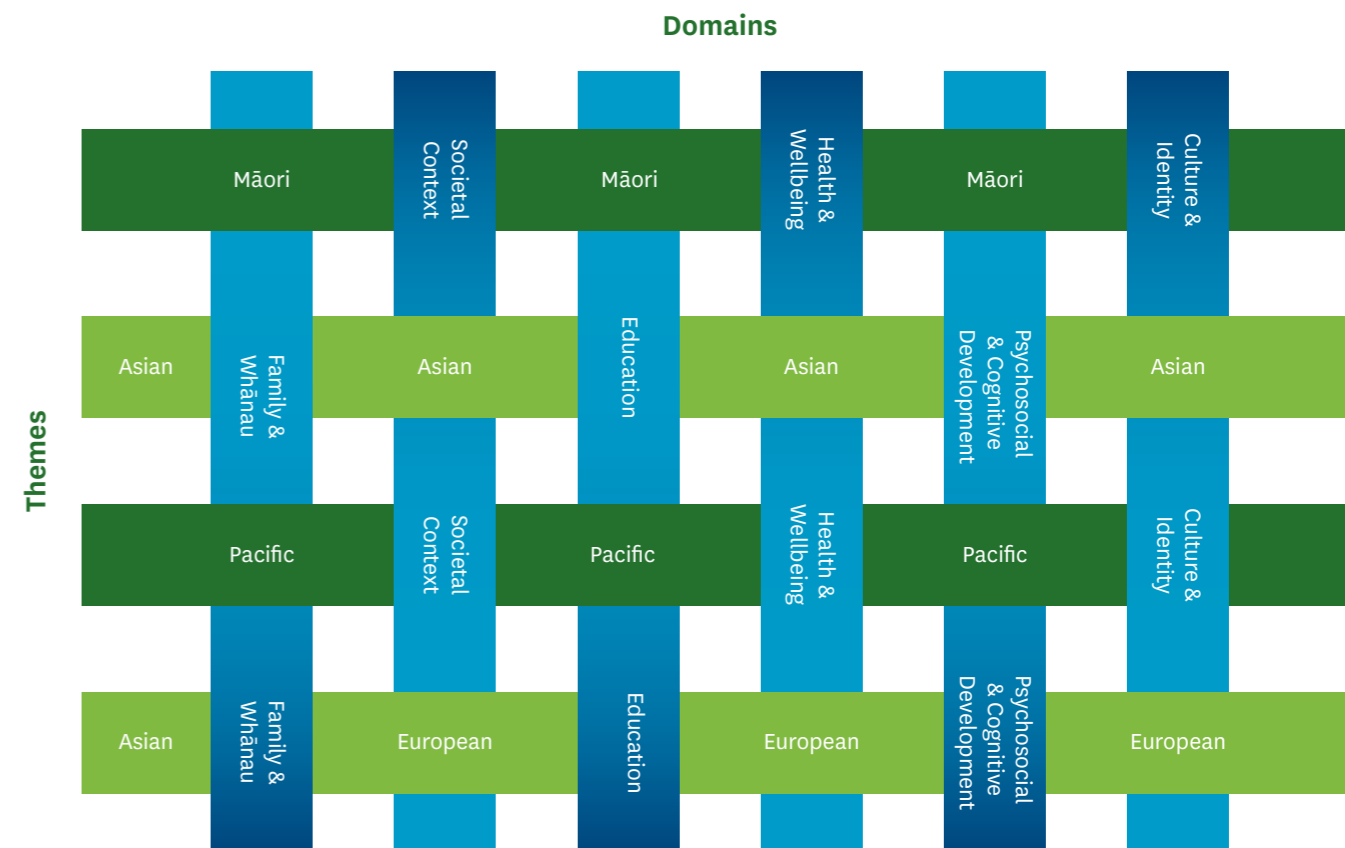 Domains
Themes
Māori
Societal
Context
Māori
Health &
Wellbeing
Māori
Culture &
Identity
Asian
Family &
Whānau
Asian
Education
Asian
Psychosocial
& Cognitive
Development
Asian
Pacific
Societal
Context
Pacific
Health &
Wellbeing
Pacific
Culture &
Identity
Asian
Family &
Whānau
European
Education
European
Psychosocial
& Cognitive
Development
European